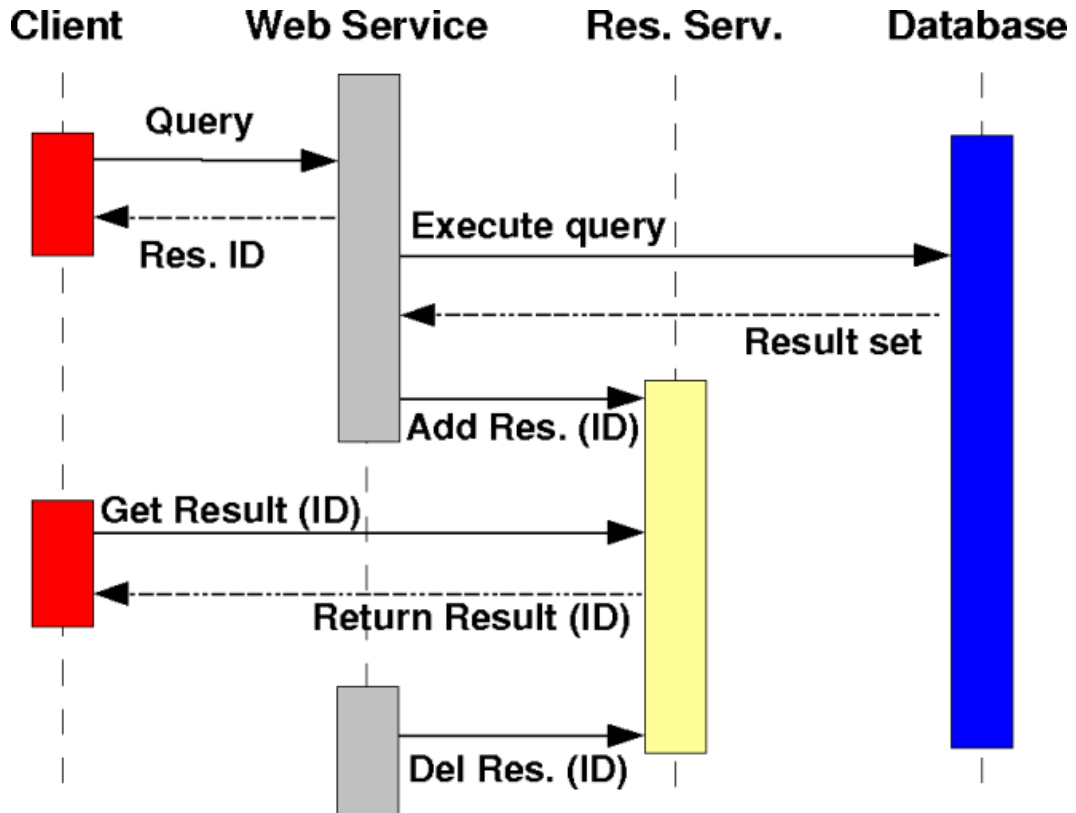 Client
Web Service
Res. Serv.
Database
Query
Res. ID
Execute query
Result set
Add Res. (ID)
Get Result (ID)
Return Result (ID)
Del Res. (ID)